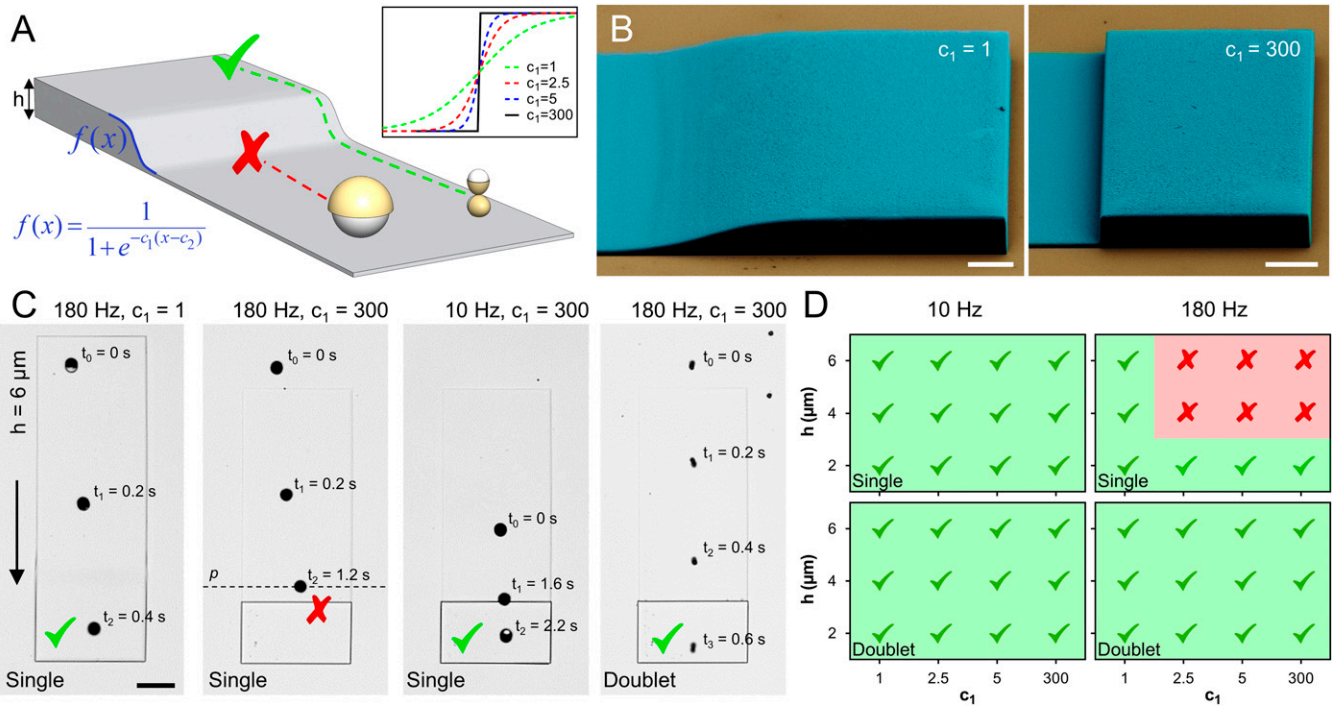 A
h
f(x)
f(x) = 1 / 1 + e^{-c₁(x-c₂)}
c₁=1
c₁=2.5
c₁=5
c₁=300
B
c₁ = 1
c₁ = 300
C
180 Hz, c₁ = 1
h = 6 µm
t₀ = 0 s
t₁ = 0.2 s
t₂ = 0.4 s
Single
180 Hz, c₁ = 300
t₀ = 0 s
t₁ = 0.2 s
p
t₂ = 1.2 s
Single
10 Hz, c₁ = 300
t₀ = 0 s
t₁ = 1.6 s
t₂ = 2.2 s
Single
180 Hz, c₁ = 300
t₀ = 0 s
t₁ = 0.2 s
t₂ = 0.4 s
t₃ = 0.6 s
Doublet
D
10 Hz
180 Hz
h (µm)
6
4
2
Single
Single
h (µm)
6
4
2
Doublet
Doublet
1 2.5 5 300
1 2.5 5 300
c₁
c₁